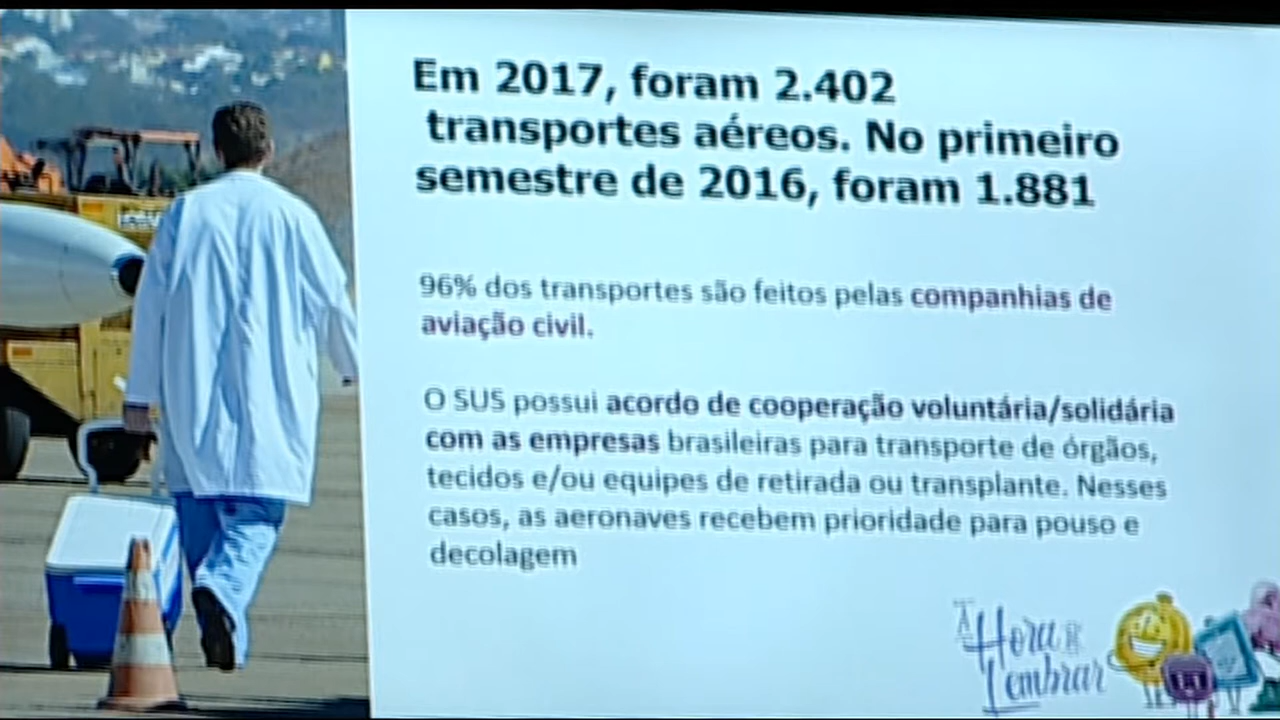 Em 2017, foram 2.402
transportes aéreos. No primeiro
semestre de 2016, foram 1.881
96% dos transportes são feitos pelas companhias de
aviação civil.
O SUS possui acordo de cooperação voluntária/solidária
com as empresas brasileiras para transporte de órgãos,
tecidos e/ou equipes de retirada ou transplante. Nesses
casos, as aeronaves recebem prioridade para pouso e
decolagem
Hora
Lembrar